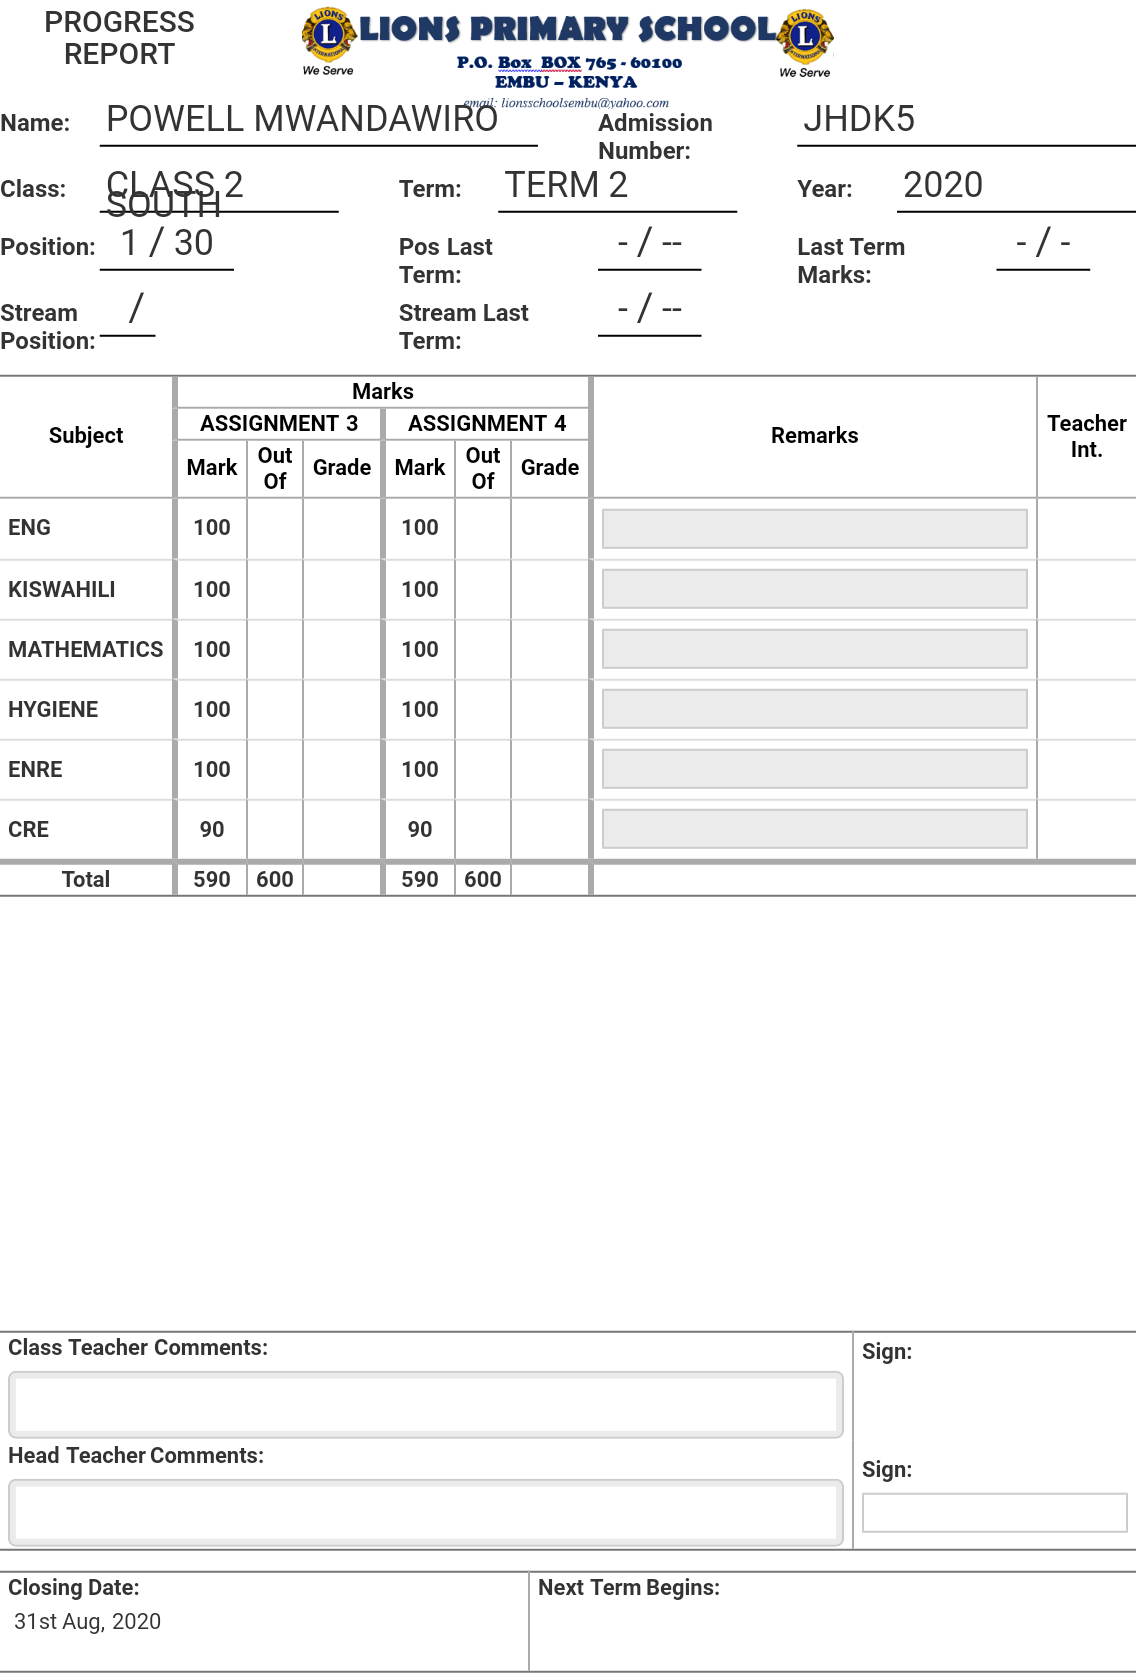 PROGRESS
REPORT
LIONS
L
INTERNATIONAL
We Serve
LIONS PRIMARY SCHOOL
P.O. Box BOX 765 - 60100
EMBU – KENYA
email: lionsschoolsembu@yahoo.com
LIONS
L
INTERNATIONAL
We Serve
Name: POWELL MWANDAWIRO Admission Number: JHDK5
Class: CLASS 2 SOUTH Term: TERM 2 Year: 2020
Position: 1 / 30 Pos Last Term: - / -- Last Term Marks: - / -
Stream Position: / Stream Last Term: - / --
Subject Marks Remarks Teacher Int.
ASSIGNMENT 3 ASSIGNMENT 4
Mark Out Of Grade Mark Out Of Grade
ENG 100 100
KISWAHILI 100 100
MATHEMATICS 100 100
HYGIENE 100 100
ENRE 100 100
CRE 90 90
Total 590 600 590 600
Class Teacher Comments: Sign:
Head Teacher Comments: Sign:
Closing Date: Next Term Begins:
31st Aug, 2020